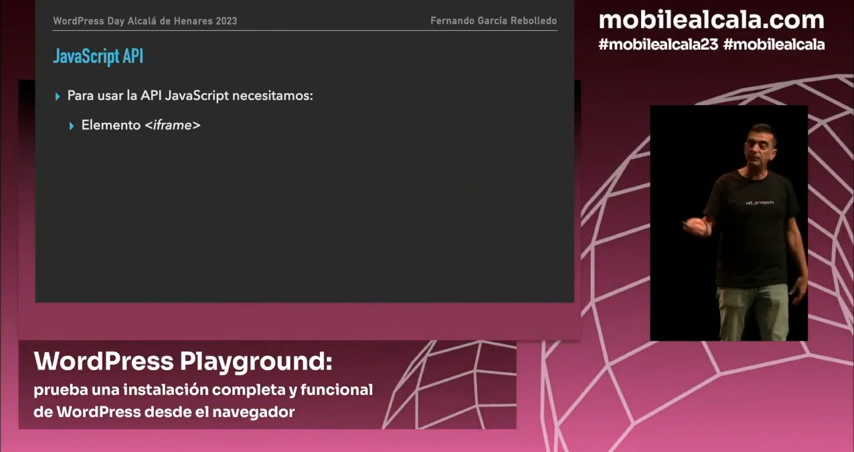 WordPress Day Alcalá de Henares 2023
Fernando García Rebolledo
JavaScript API
Para usar la API JavaScript necesitamos:
Elemento <iframe>
mobilealcala.com
#mobilealcala23 #mobilealcala
WordPress Playground:
prueba una instalación completa y funcional
de WordPress desde el navegador